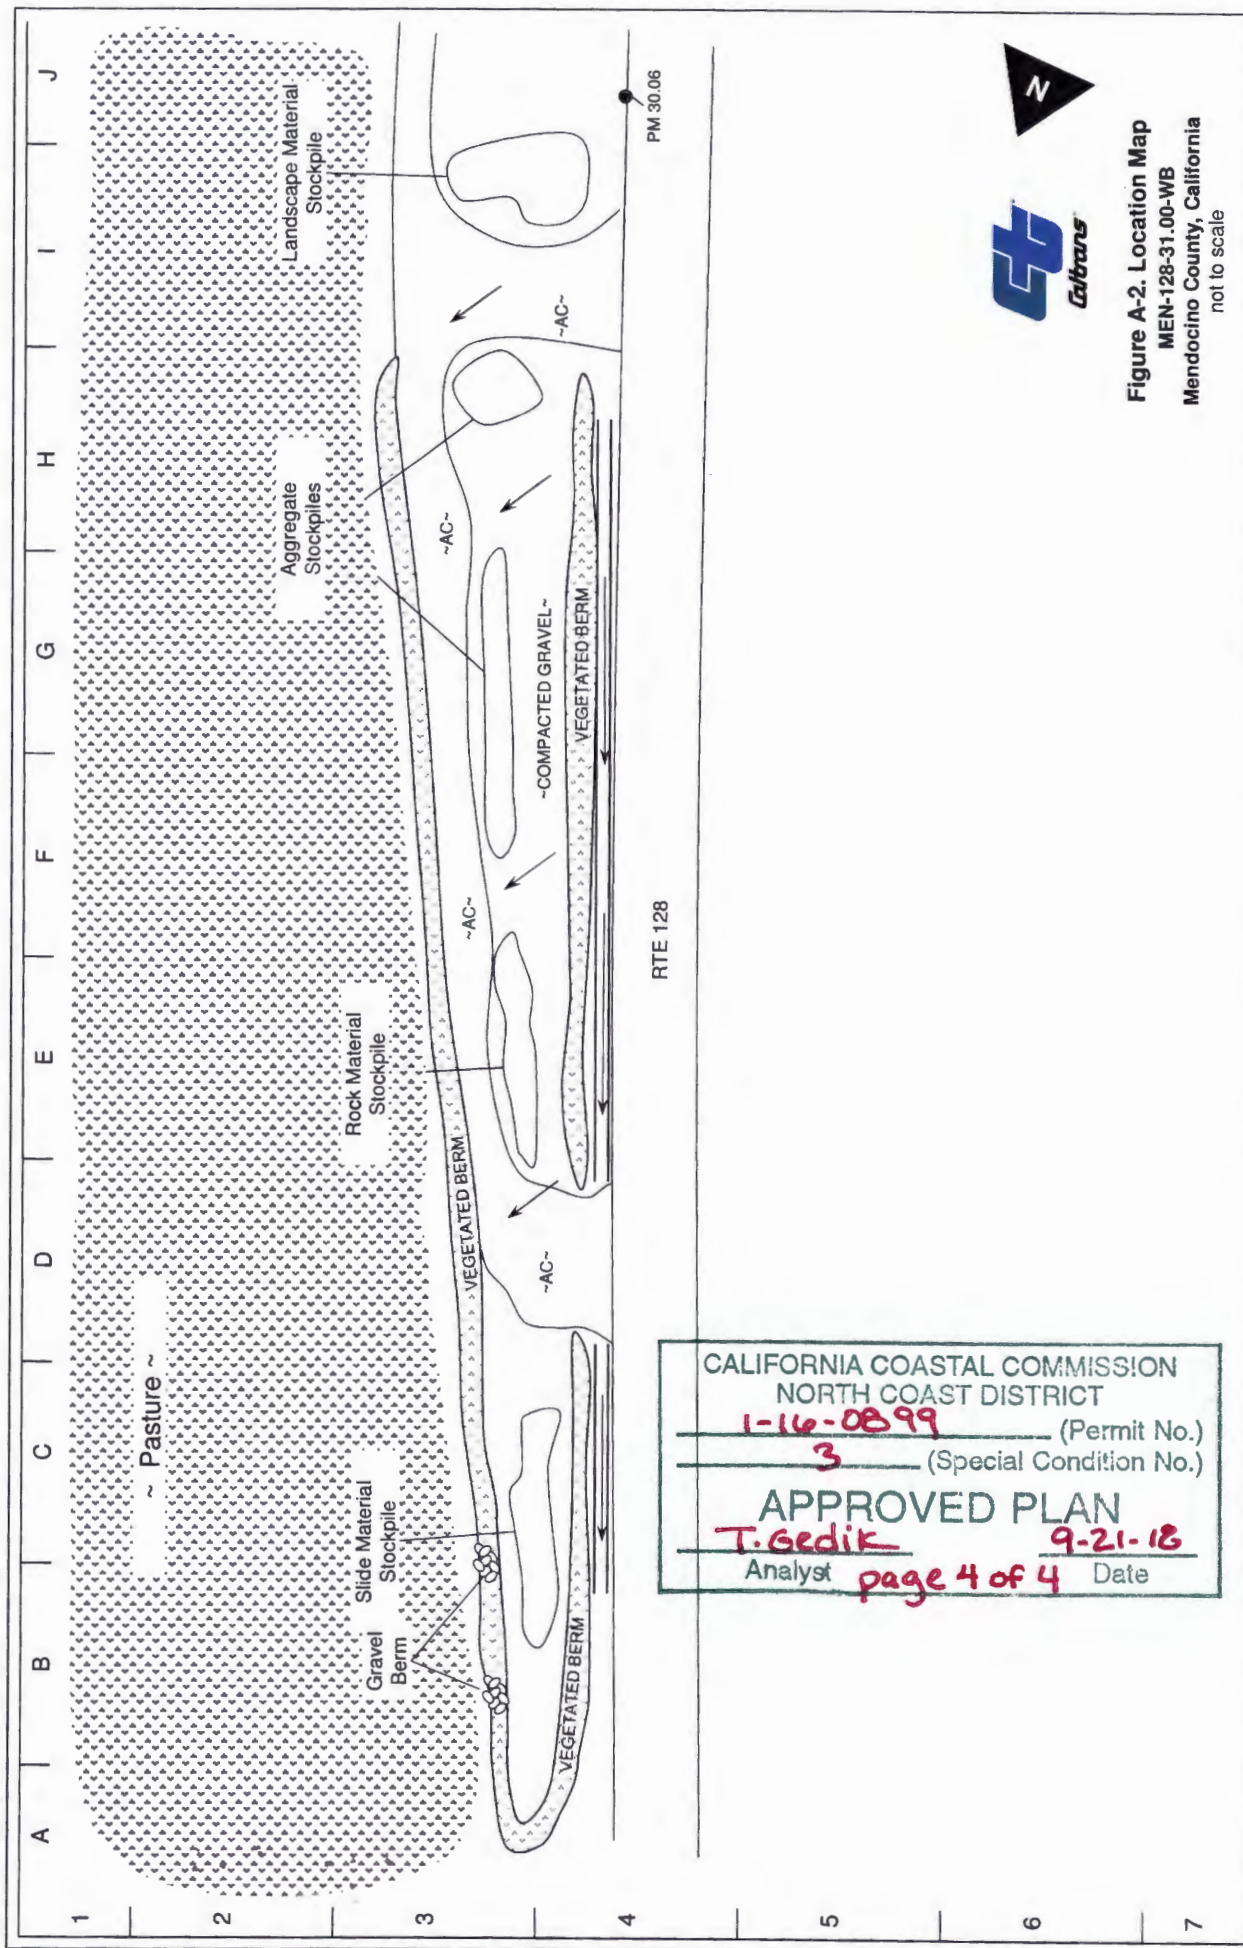 A
B
C
D
E
F
G
H
I
J
1
2
3
4
5
6
7
~ Pasture ~
Gravel
Berm
Slide Material
Stockpile
Rock Material
Stockpile
Aggregate
Stockpiles
Landscape Material
Stockpile
VEGETATED BERM
VEGETATED BERM
VEGETATED BERM
~AC~
~AC~
~AC~
~AC~
~COMPACTED GRAVEL~
RTE 128
PM 30.06
N
Caltrans
Figure A-2. Location Map
MEN-128-31.00-WB
Mendocino County, California
not to scale
CALIFORNIA COASTAL COMMISSION
NORTH COAST DISTRICT
1-16-0899 (Permit No.)
3 (Special Condition No.)
APPROVED PLAN
T. Gedik 9-21-18
Analyst page 4 of 4 Date